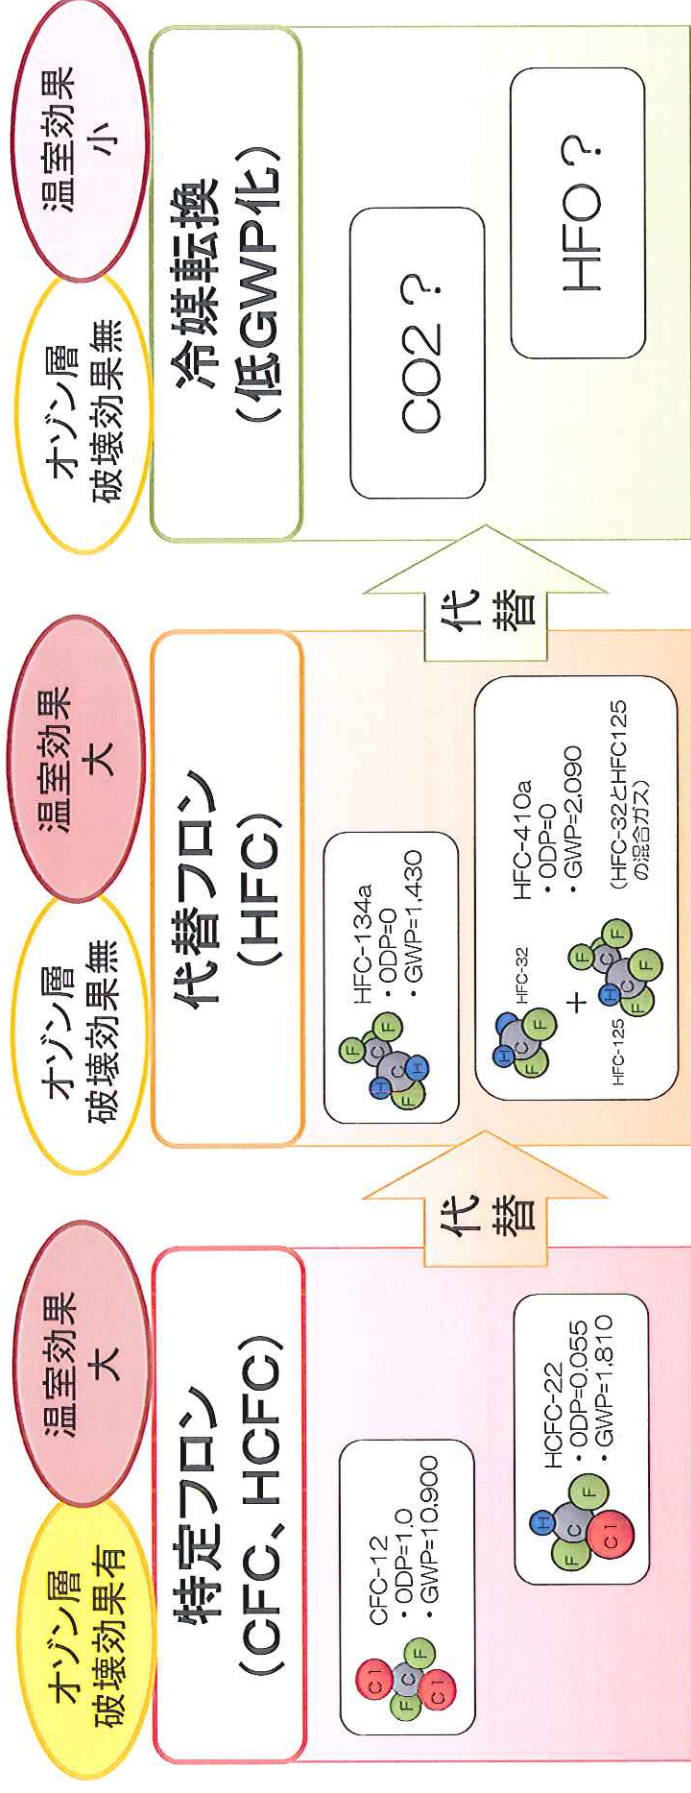 オゾン層
破壊効果有
温室効果
大
特定フロン
(CFC、HCFC)
CFC-12
・ODP=1.0
・GWP=10,900
Cl
F
C
F
Cl
HCFC-22
・ODP=0.055
・GWP=1,810
H
C
F
F
Cl
代
替
オゾン層
破壊効果無
温室効果
大
代替フロン
(HFC)
HFC-134a
・ODP=0
・GWP=1,430
F
C
F
H
C
H
F
HFC-410a
・ODP=0
・GWP=2,090
(HFC-32とHFC125
の混合ガス)
HFC-32
H
C
F
F
+
HFC-125
F
C
F
H
C
F
F
代
替
オゾン層
破壊効果無
温室効果
小
冷媒転換
(低GWP化)
CO2?
HFO?